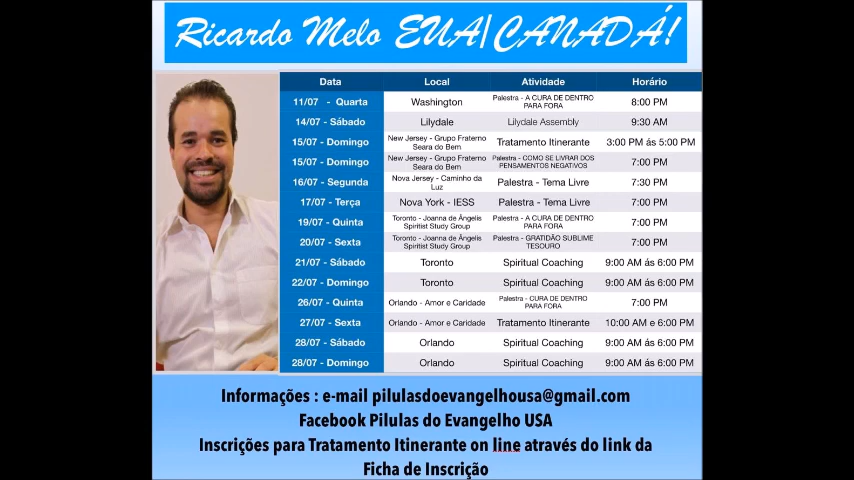 Ricardo Melo EUA|CANADÁ!
Data Local Atividade Horário
11/07 - Quarta Washington Palestra - A CURA DE DENTRO PARA FORA 8:00 PM
14/07 - Sábado Lilydale Lilydale Assembly 9:30 AM
15/07 - Domingo New Jersey - Grupo Fraterno Seara do Bem Tratamento Itinerante 3:00 PM ás 5:00 PM
15/07 - Domingo New Jersey - Grupo Fraterno Seara do Bem Palestra - COMO SE LIVRAR DOS PENSAMENTOS NEGATIVOS 7:00 PM
16/07 - Segunda Nova Jersey - Caminho da Luz Palestra - Tema Livre 7:30 PM
17/07 - Terça Nova York - IESS Palestra - Tema Livre 7:00 PM
19/07 - Quinta Toronto - Joanna de Ângelis Spiritist Study Group Palestra - A CURA DE DENTRO PARA FORA 7:00 PM
20/07 - Sexta Toronto - Joanna de Ângelis Spiritist Study Group Palestra - GRATIDÃO SUBLIME TESOURO 7:00 PM
21/07 - Sábado Toronto Spiritual Coaching 9:00 AM ás 6:00 PM
22/07 - Domingo Toronto Spiritual Coaching 9:00 AM ás 6:00 PM
26/07 - Quinta Orlando - Amor e Caridade Palestra - CURA DE DENTRO PARA FORA 7:00 PM
27/07 - Sexta Orlando - Amor e Caridade Tratamento Itinerante 10:00 AM e 6:00 PM
28/07 - Sábado Orlando Spiritual Coaching 9:00 AM ás 6:00 PM
28/07 - Domingo Orlando Spiritual Coaching 9:00 AM ás 6:00 PM
Informações : e-mail pilulasdoevangelhousa@gmail.com
Facebook Pilulas do Evangelho USA
Inscrições para Tratamento Itinerante on line através do link da
Ficha de Inscrição